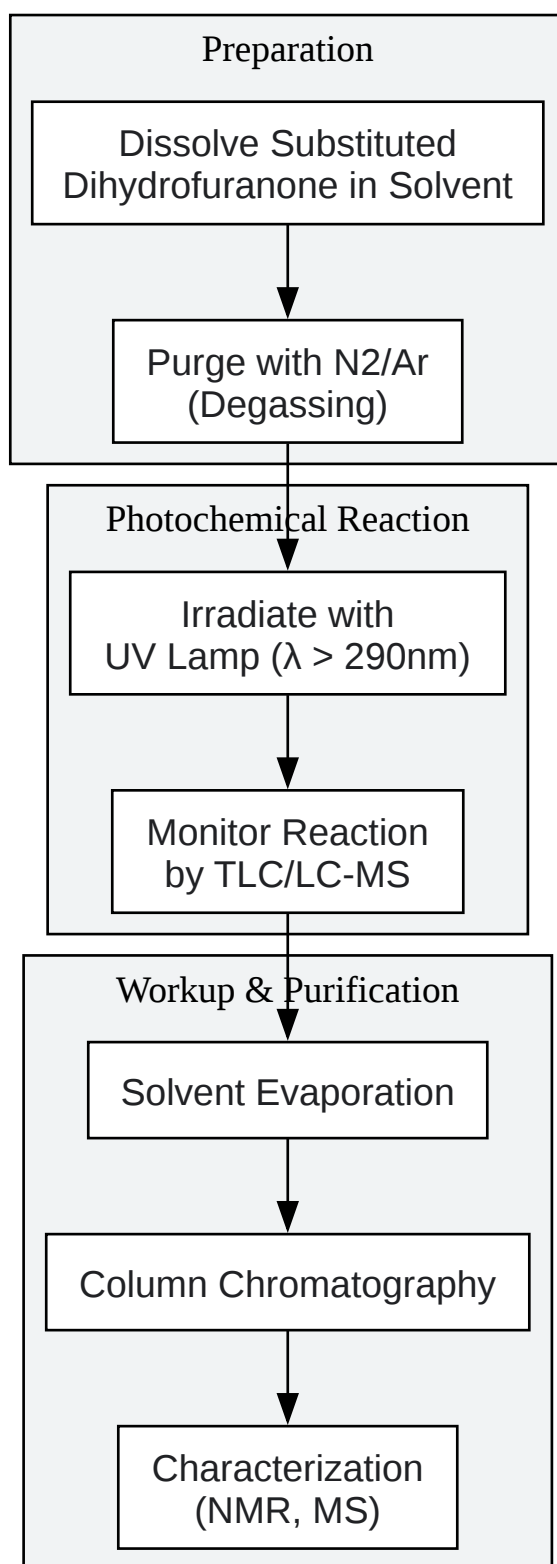 Preparation
Dissolve Substituted
Dihydrofuranone in Solvent
Purge with N2/Ar
(Degassing)
Photochemical Reaction
Irradiate with
UV Lamp (λ > 290nm)
Monitor Reaction
by TLC/LC-MS
Workup & Purification
Solvent Evaporation
Column Chromatography
Characterization
(NMR, MS)